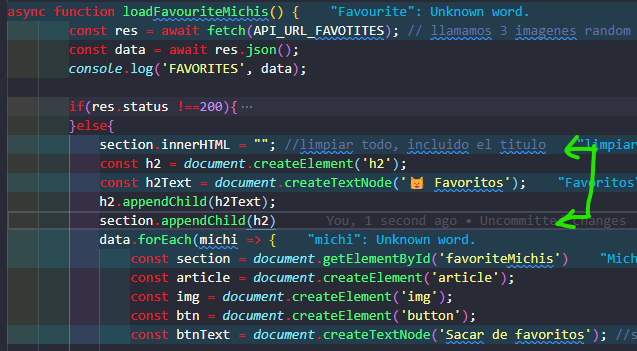 async function loadFavouriteMichis() {    "Favourite": Unknown word.
const res = await fetch(API_URL_FAVOTITES); // llamamos 3 imagenes random
const data = await res.json();
console.log('FAVORITES', data);
if(res.status !==200){ ⋯
}else{
section.innerHTML = ""; //limpiar todo, incluido el titulo    "limpiar
const h2 = document.createElement('h2');
const h2Text = document.createTextNode('😺 Favoritos');    "Favoritos"
h2.appendChild(h2Text);
section.appendChild(h2)    You, 1 second ago • Uncommitted changes
data.forEach(michi => {    "michi": Unknown word.
const section = document.getElementById('favoriteMichis')    "Mich
const article = document.createElement('article');
const img = document.createElement('img');
const btn = document.createElement('button');
const btnText = document.createTextNode('Sacar de favoritos'); //s